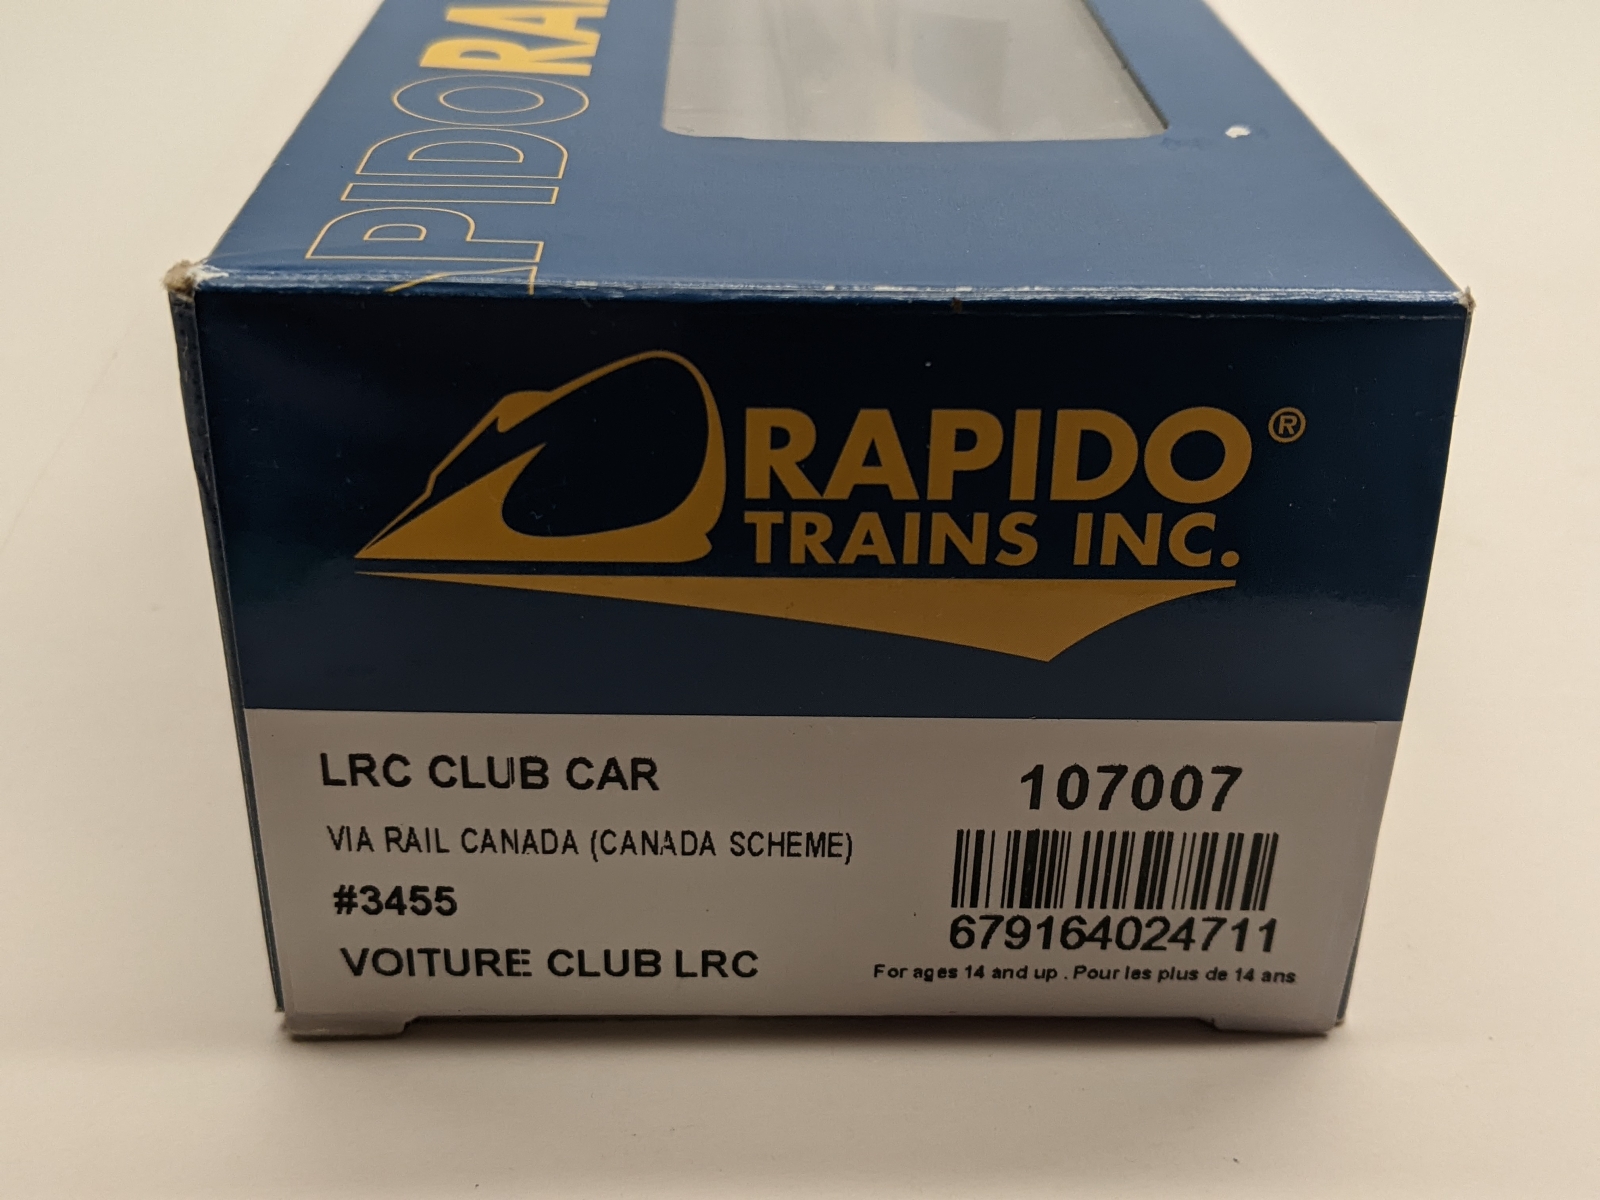 RAPIDO
TRAINS INC.
®
LRC CLUB CAR
VIA RAIL CANADA (CANADA SCHEME)
#3455
VOITURE CLUB LRC
107007
679164024711
For ages 14 and up . Pour les plus de 14 ans